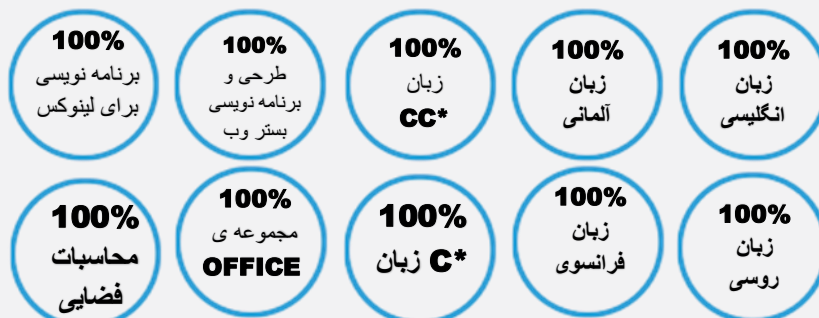 100%
زبان
انگلیسی
100%
زبان
آلمانی
100%
زبان
CC*
100%
طرحی و
برنامه نویسی
بستر وب
100%
برنامه نویسی
برای لینوکس
100%
زبان
روسی
100%
زبان
فرانسوی
100%
زبان C*
100%
مجموعه ی
OFFICE
100%
محاسبات
فضایی